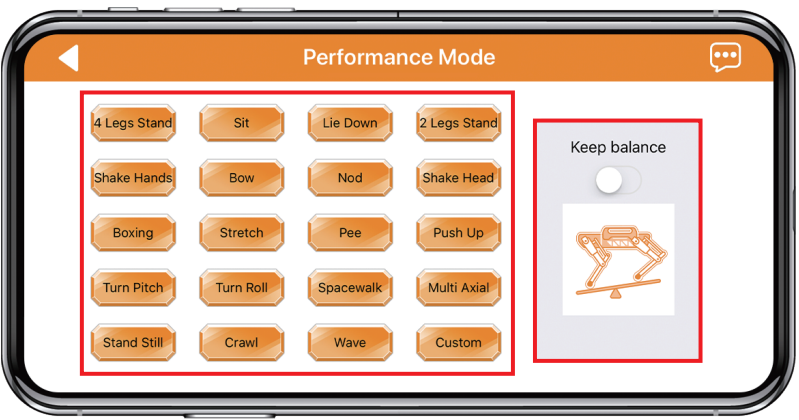 Performance Mode
4 Legs Stand
Sit
Lie Down
2 Legs Stand
Shake Hands
Bow
Nod
Shake Head
Boxing
Stretch
Pee
Push Up
Turn Pitch
Turn Roll
Spacewalk
Multi Axial
Stand Still
Crawl
Wave
Custom
Keep balance